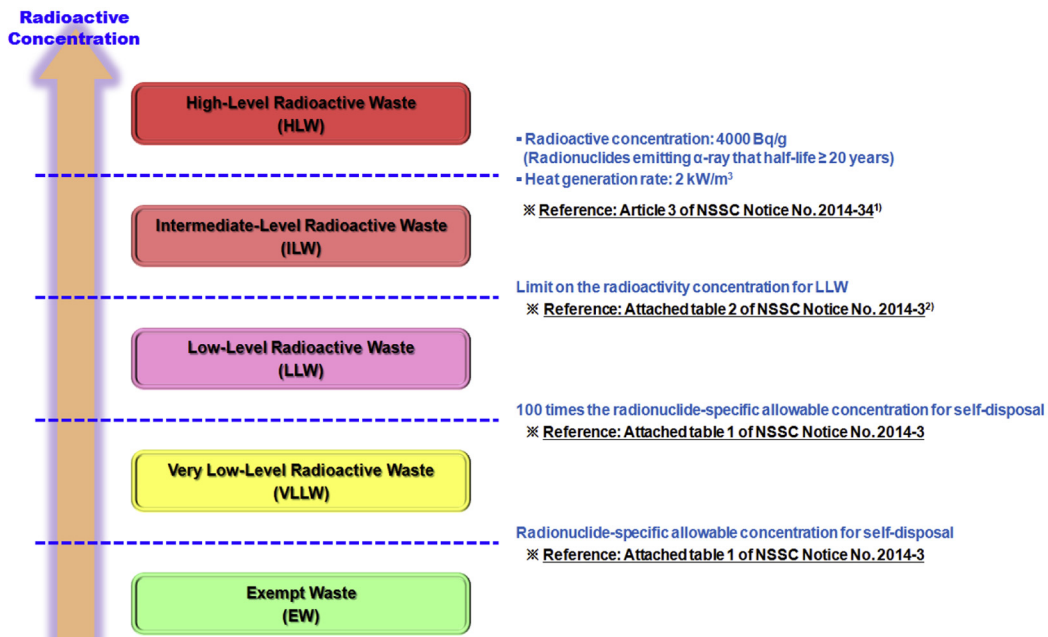 Radioactive
Concentration
High-Level Radioactive Waste
(HLW)
- Radioactive concentration: 4000 Bq/g
(Radionuclides emitting α-ray that half-life ≥ 20 years)
- Heat generation rate: 2 kW/m³
※ Reference: Article 3 of NSSC Notice No. 2014-34¹⁾
Intermediate-Level Radioactive Waste
(ILW)
Limit on the radioactivity concentration for LLW
※ Reference: Attached table 2 of NSSC Notice No. 2014-3²⁾
Low-Level Radioactive Waste
(LLW)
100 times the radionuclide-specific allowable concentration for self-disposal
※ Reference: Attached table 1 of NSSC Notice No. 2014-3
Very Low-Level Radioactive Waste
(VLLW)
Radionuclide-specific allowable concentration for self-disposal
※ Reference: Attached table 1 of NSSC Notice No. 2014-3
Exempt Waste
(EW)